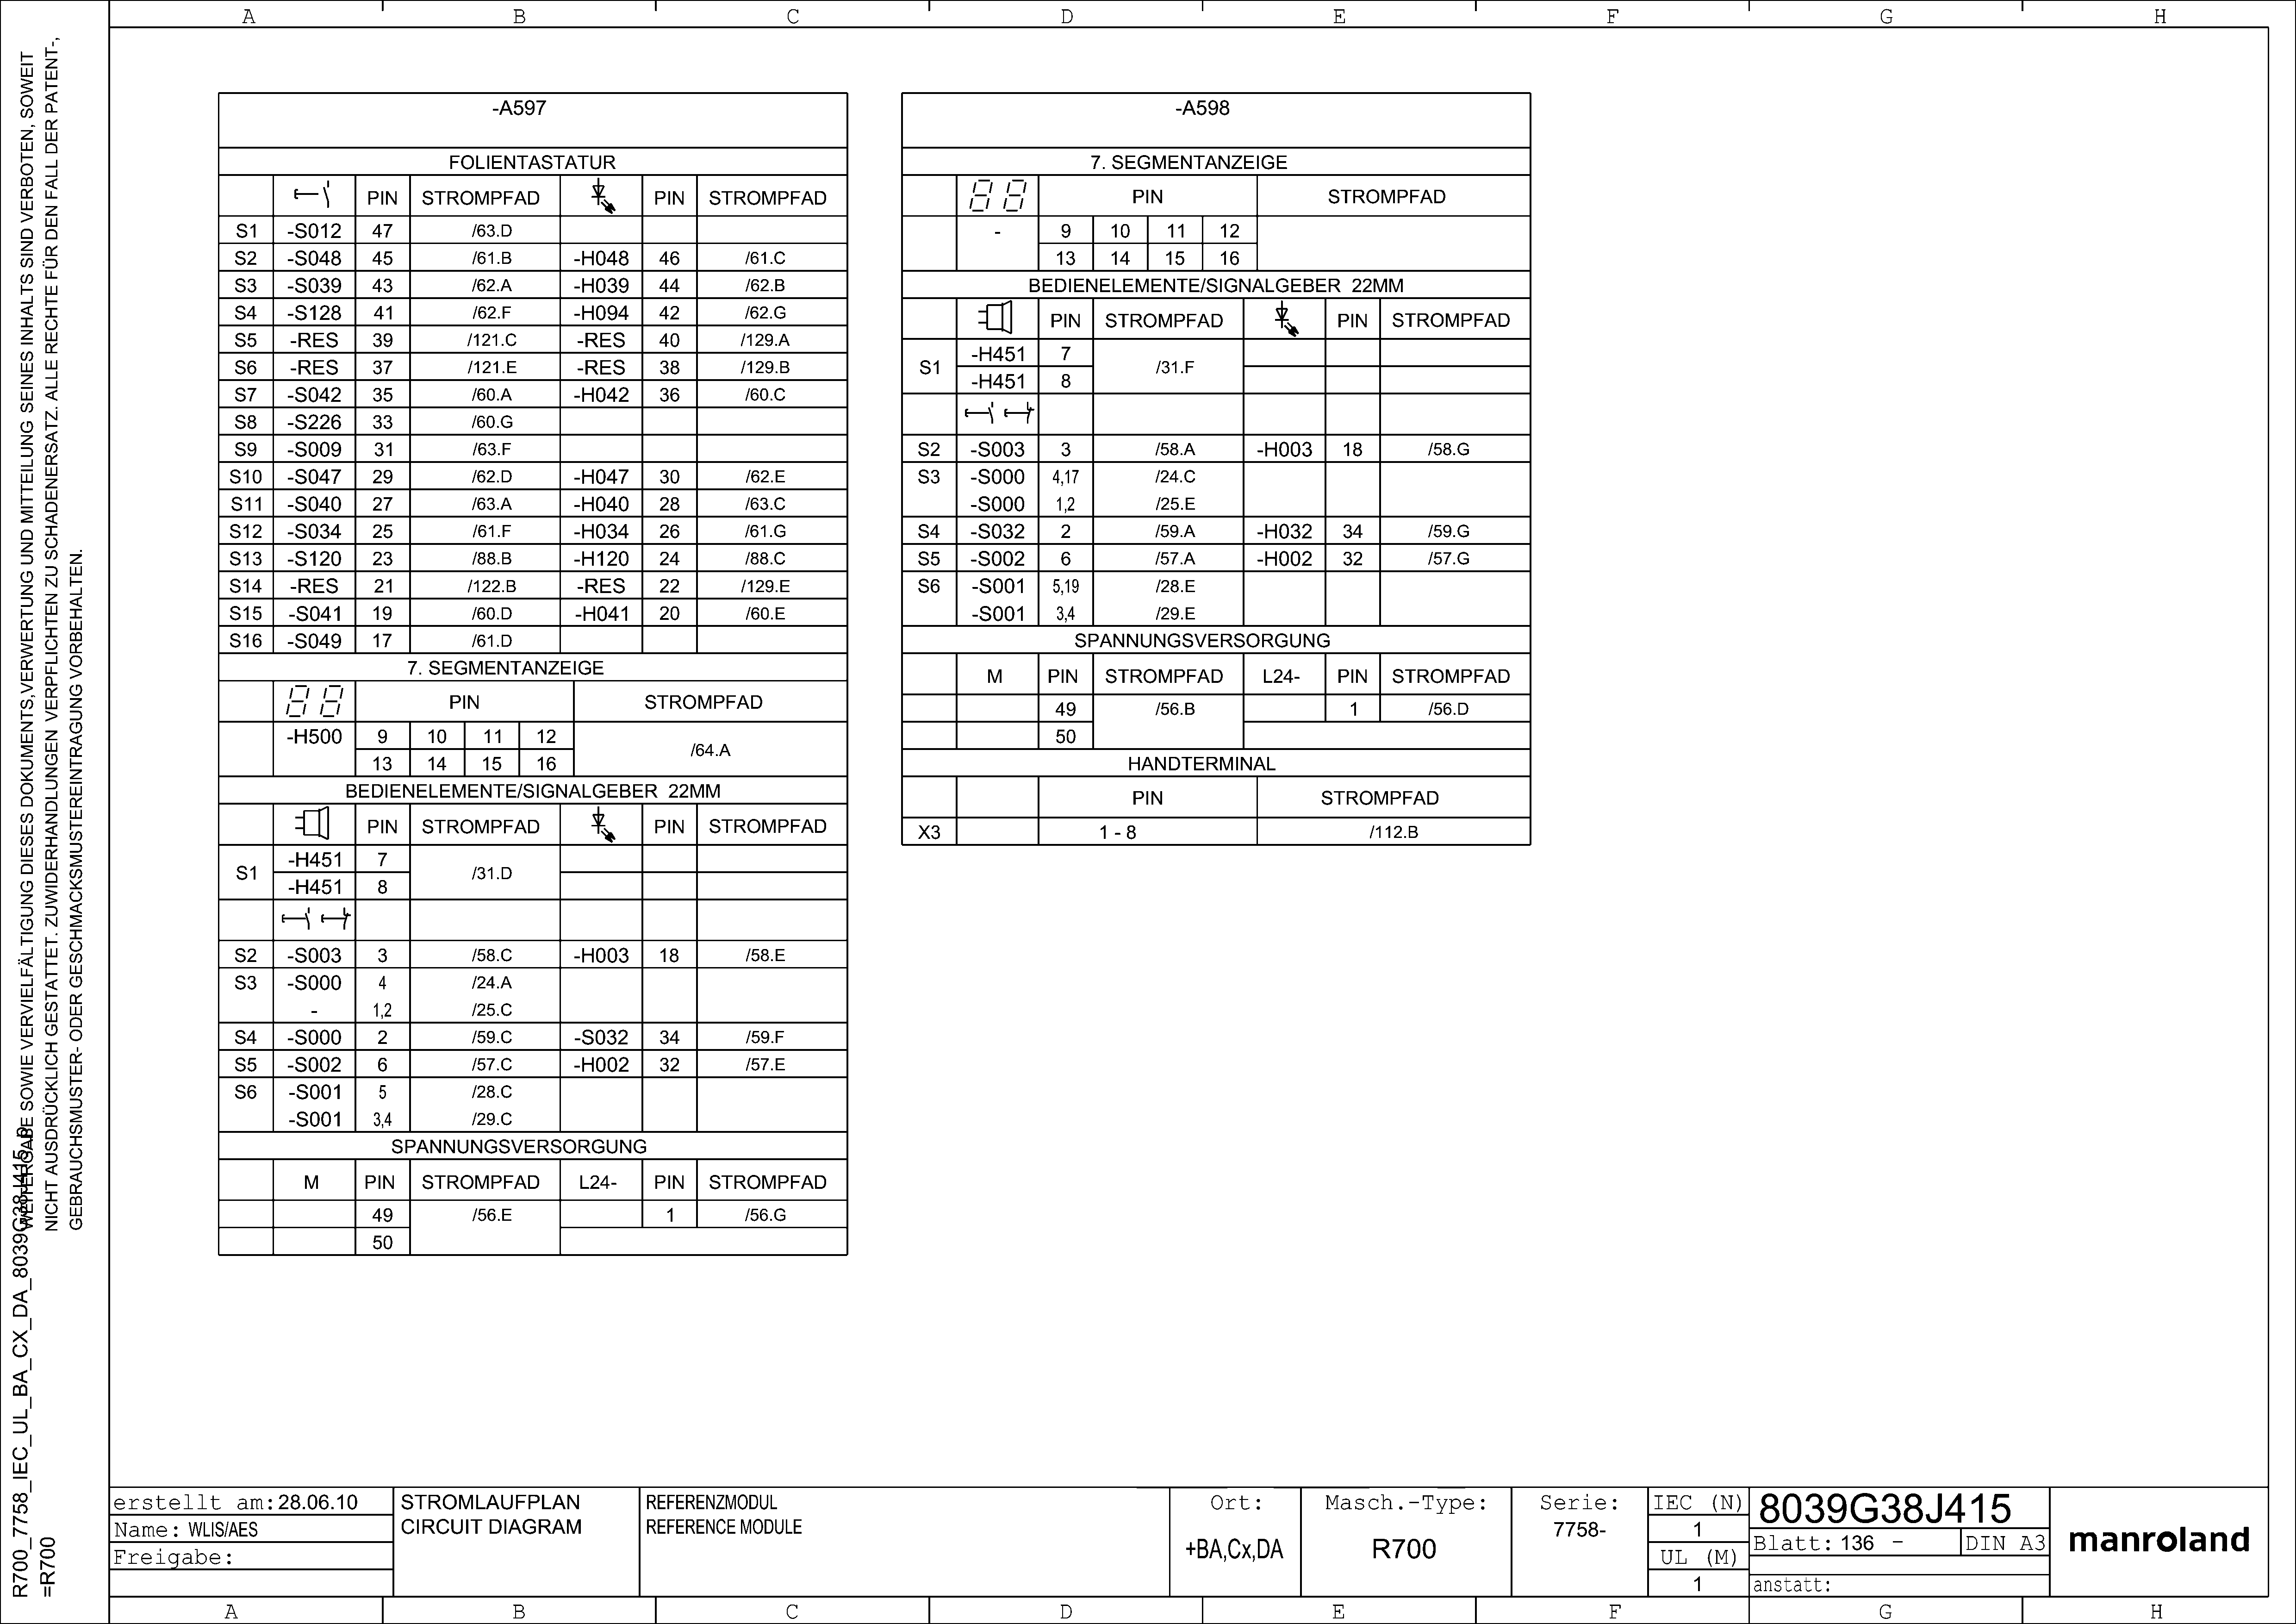 A B C D E F G H
WEITERGABE SOWIE VERVIELFÄLTIGUNG DIESES DOKUMENTS,VERWERTUNG UND MITTEILUNG SEINES INHALTS SIND VERBOTEN, SOWEIT
NICHT AUSDRÜCKLICH GESTATTET. ZUWIDERHANDLUNGEN VERPFLICHTEN ZU SCHADENERSATZ. ALLE RECHTE FÜR DEN FALL DER PATENT-,
GEBRAUCHSMUSTER- ODER GESCHMACKSMUSTEREINTRAGUNG VORBEHALTEN.
R700_7758_IEC_UL_BA_CX_DA_8039G38J415_D
=R700
-A597
FOLIENTASTATUR
PIN STROMPFAD PIN STROMPFAD
S1 -S012 47 /63.D
S2 -S048 45 /61.B -H048 46 /61.C
S3 -S039 43 /62.A -H039 44 /62.B
S4 -S128 41 /62.F -H094 42 /62.G
S5 -RES 39 /121.C -RES 40 /129.A
S6 -RES 37 /121.E -RES 38 /129.B
S7 -S042 35 /60.A -H042 36 /60.C
S8 -S226 33 /60.G
S9 -S009 31 /63.F
S10 -S047 29 /62.D -H047 30 /62.E
S11 -S040 27 /63.A -H040 28 /63.C
S12 -S034 25 /61.F -H034 26 /61.G
S13 -S120 23 /88.B -H120 24 /88.C
S14 -RES 21 /122.B -RES 22 /129.E
S15 -S041 19 /60.D -H041 20 /60.E
S16 -S049 17 /61.D
7. SEGMENTANZEIGE
PIN STROMPFAD
-H500 9 10 11 12 /64.A
13 14 15 16
BEDIENELEMENTE/SIGNALGEBER 22MM
PIN STROMPFAD PIN STROMPFAD
S1 -H451 7 /31.D
-H451 8
S2 -S003 3 /58.C -H003 18 /58.E
S3 -S000 4 /24.A
- 1,2 /25.C
S4 -S000 2 /59.C -S032 34 /59.F
S5 -S002 6 /57.C -H002 32 /57.E
S6 -S001 5 /28.C
-S001 3,4 /29.C
SPANNUNGSVERSORGUNG
M PIN STROMPFAD L24- PIN STROMPFAD
49 /56.E 1 /56.G
50
-A598
7. SEGMENTANZEIGE
PIN STROMPFAD
- 9 10 11 12
13 14 15 16
BEDIENELEMENTE/SIGNALGEBER 22MM
PIN STROMPFAD PIN STROMPFAD
S1 -H451 7 /31.F
-H451 8
S2 -S003 3 /58.A -H003 18 /58.G
S3 -S000 4,17 /24.C
-S000 1,2 /25.E
S4 -S032 2 /59.A -H032 34 /59.G
S5 -S002 6 /57.A -H002 32 /57.G
S6 -S001 5,19 /28.E
-S001 3,4 /29.E
SPANNUNGSVERSORGUNG
M PIN STROMPFAD L24- PIN STROMPFAD
49 /56.B 1 /56.D
50
HANDTERMINAL
PIN STROMPFAD
X3 1 - 8 /112.B
erstellt am: 28.06.10
Name: WLIS/AES
Freigabe:
STROMLAUFPLAN
CIRCUIT DIAGRAM
REFERENZMODUL
REFERENCE MODULE
Ort:
+BA,Cx,DA
Masch.-Type:
R700
Serie:
7758-
IEC (N)
1
UL (M)
1
8039G38J415
Blatt: 136 - DIN A3
anstatt:
manroland
A B C D E F G H